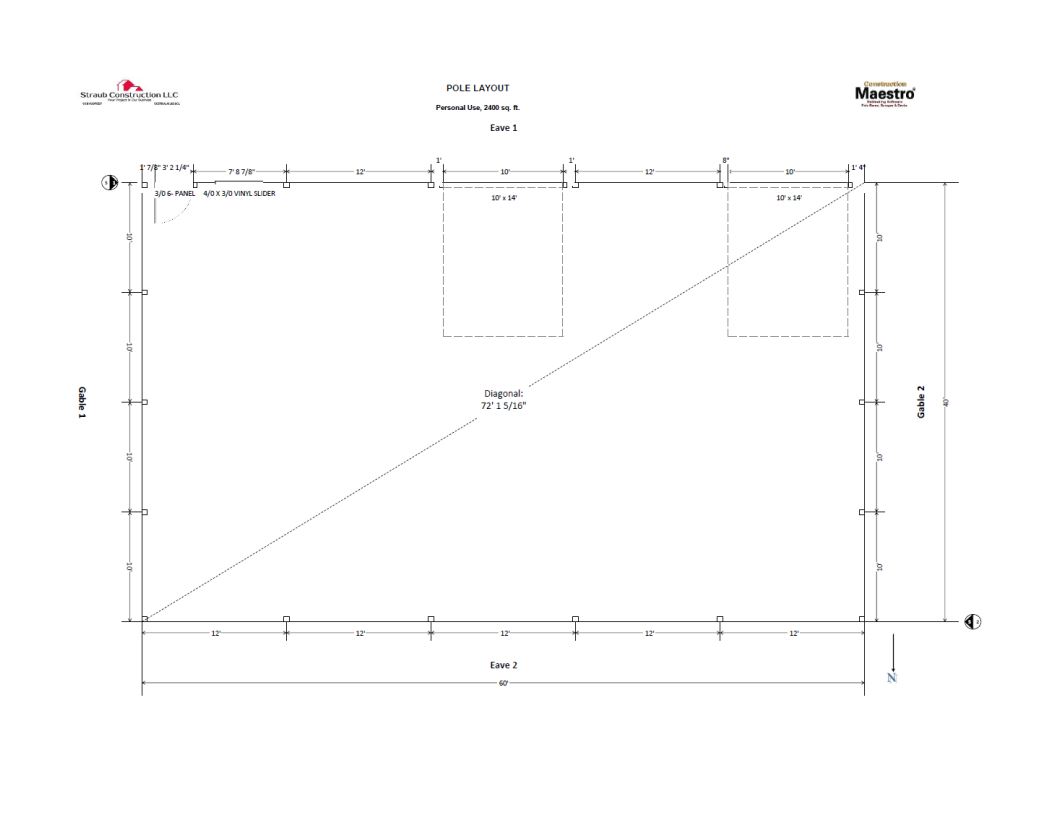 Straub Construction LLC
Your Project is Our Business
POLE LAYOUT
Construction
Maestro
Estimating Software
Pole Barns, Garages & Decks
Personal Use, 2400 sq. ft.
Eave 1
1' 7/8" 3' 2 1/4" 7' 8 7/8" 12' 1' 10' 1' 12' 8" 10' 1' 4"
3/0 6- PANEL 4/0 X 3/0 VINYL SLIDER
10' x 14' 10' x 14'
10' 10'
10' 10'
Gable 1
Diagonal:
72' 1 5/16"
Gable 2
40'
10' 10'
10' 10'
12' 12' 12' 12' 12'
Eave 2
60'
N